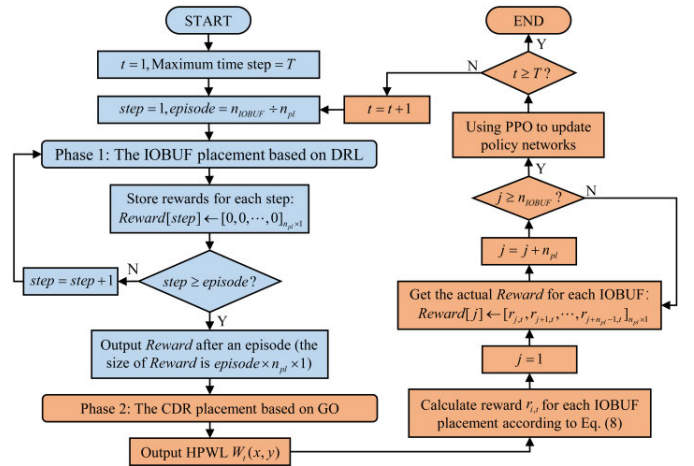 START
t = 1, Maximum time step = T
step = 1, episode = n_IOBUF ÷ n_pl
Phase 1: The IOBUF placement based on DRL
Store rewards for each step:
Reward[step] ← [0, 0, ⋯, 0]_{n_pl×1}
step = step + 1
N
step ≥ episode?
Y
Output Reward after an episode (the
size of Reward is episode × n_pl × 1)
Phase 2: The CDR placement based on GO
Output HPWL W_t(x, y)
Calculate reward r_{i,t} for each IOBUF
placement according to Eq. (8)
j = 1
Get the actual Reward for each IOBUF:
Reward[j] ← [r_{j,t}, r_{j+1,t}, ⋯, r_{j+n_pl−1,t}]_{n_pl×1}
j = j + n_pl
j ≥ n_IOBUF ?
N
Y
Using PPO to update
policy networks
t ≥ T ?
N
t = t + 1
Y
END